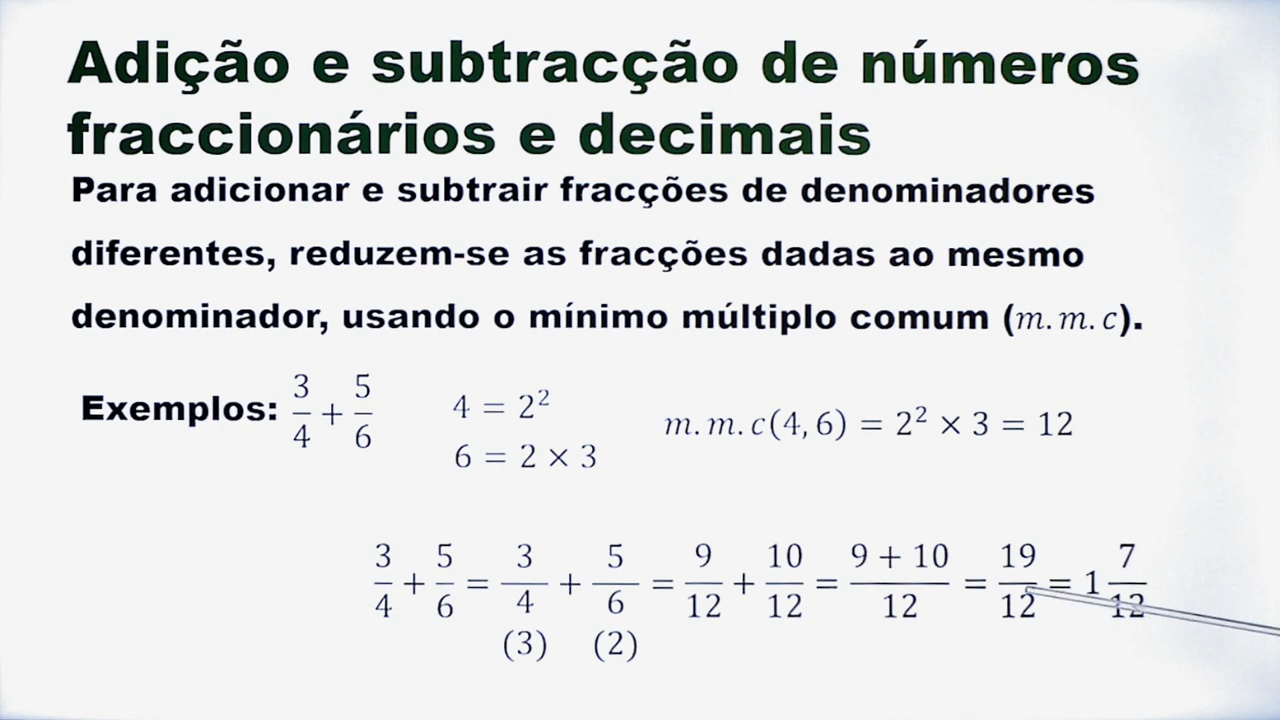 Adição e subtracção de números
fraccionários e decimais
Para adicionar e subtrair fracções de denominadores
diferentes, reduzem-se as fracções dadas ao mesmo
denominador, usando o mínimo múltiplo comum (m.m.c).
Exemplos: 3/4 + 5/6
4 = 2²
6 = 2 × 3
m.m.c(4,6) = 2² × 3 = 12
3/4 + 5/6 = 3/4 + 5/6 = 9/12 + 10/12 = (9 + 10)/12 = 19/12 = 1 7/12
(3) (2)